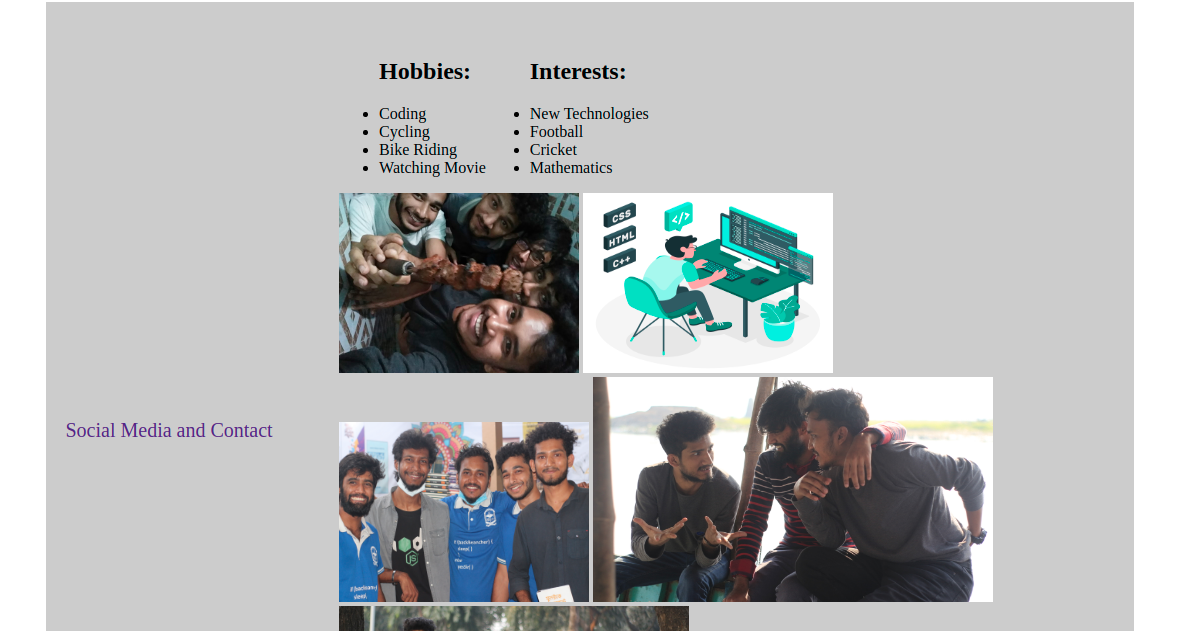 Hobbies:
Coding
Cycling
Bike Riding
Watching Movie
Interests:
New Technologies
Football
Cricket
Mathematics
CSS
HTML
C++
</>
Social Media and Contact
JS